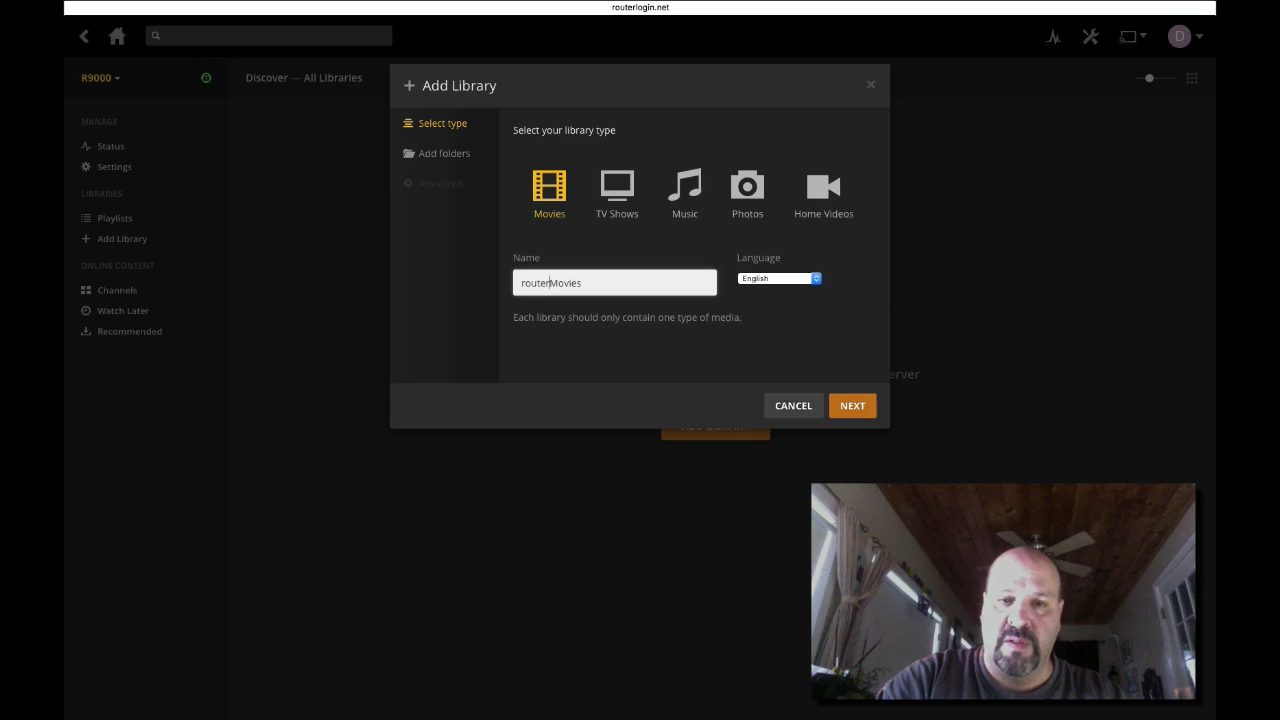 routerlogin.net
D
R9000
Discover — All Libraries
MANAGE
Status
Settings
LIBRARIES
Playlists
Add Library
ONLINE CONTENT
Channels
Watch Later
Recommended
+ Add Library
Select type
Add folders
Advanced
Select your library type
Movies
TV Shows
Music
Photos
Home Videos
Name
Language
routerMovies
English
Each library should only contain one type of media.
CANCEL
NEXT